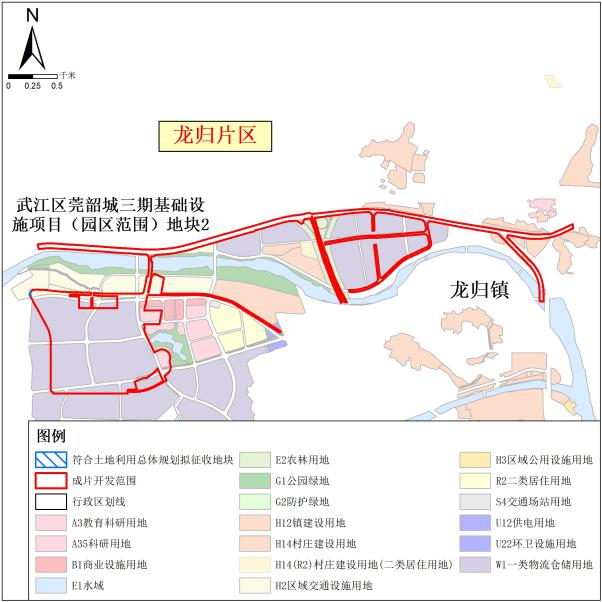 N
千米
0 0.25 0.5
龙归片区
武江区莞韶城三期基础设
施项目（园区范围）地块2
龙归镇
图例
符合土地利用总体规划拟征收地块
成片开发范围
行政区划线
A3教育科研用地
A35科研用地
B1商业设施用地
E1水域
E2农林用地
G1公园绿地
G2防护绿地
H12镇建设用地
H14村庄建设用地
H14(R2)村庄建设用地(二类居住用地)
H2区域交通设施用地
H3区域公用设施用地
R2二类居住用地
S4交通场站用地
U12供电用地
U22环卫设施用地
W1一类物流仓储用地